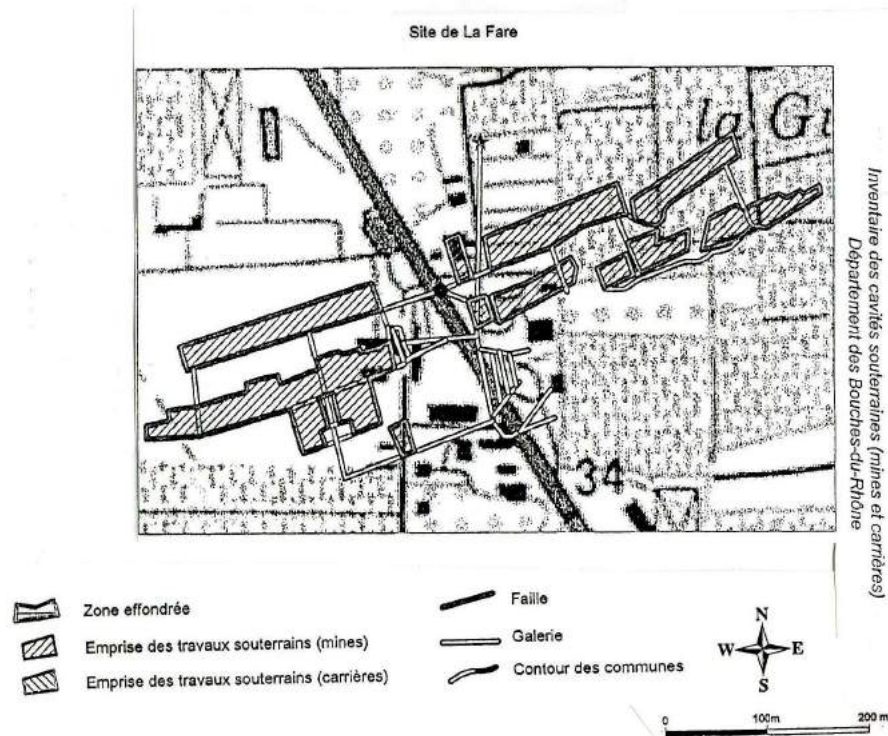 Site de La Fare
la G
34
Inventaire des cavités souterraines (mines et carrières)
Département des Bouches-du-Rhône
Zone effondrée
Emprise des travaux souterrains (mines)
Emprise des travaux souterrains (carrières)
Faille
Galerie
Contour des communes
N
W E
S
0 100m 200 m